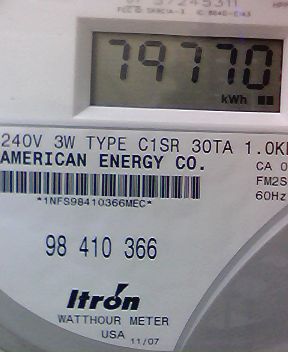 79770
kWh
240V 3W TYPE C1SR 30TA 1.0K
AMERICAN ENERGY CO.
CA 0
FM2S
60Hz
*1NFS98410366MEC*
98 410 366
Itron
WATTHOUR METER
USA 11/07